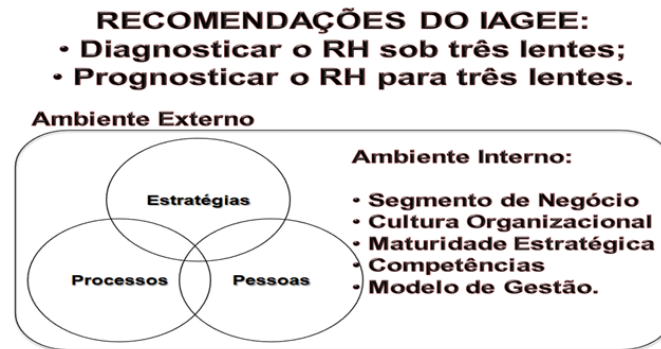 RECOMENDAÇÕES DO IAGEE:
• Diagnosticar o RH sob três lentes;
• Prognosticar o RH para três lentes.
Ambiente Externo
Ambiente Interno:
Estratégias
• Segmento de Negócio
• Cultura Organizacional
• Maturidade Estratégica
• Competências
• Modelo de Gestão.
Processos
Pessoas